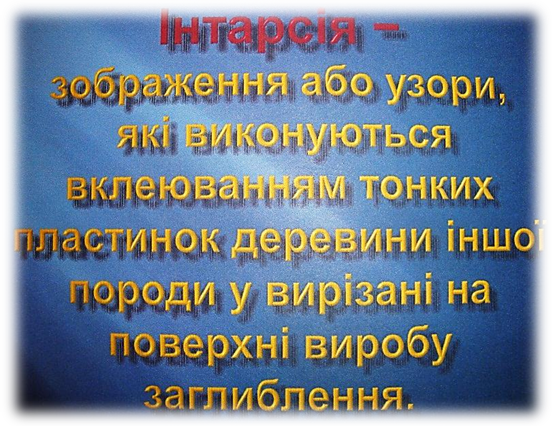 Інтарсія –
зображення або узори,
які виконуються
вклеюванням тонких
пластинок деревини іншої
породи у вирізані на
поверхні виробу
заглиблення.